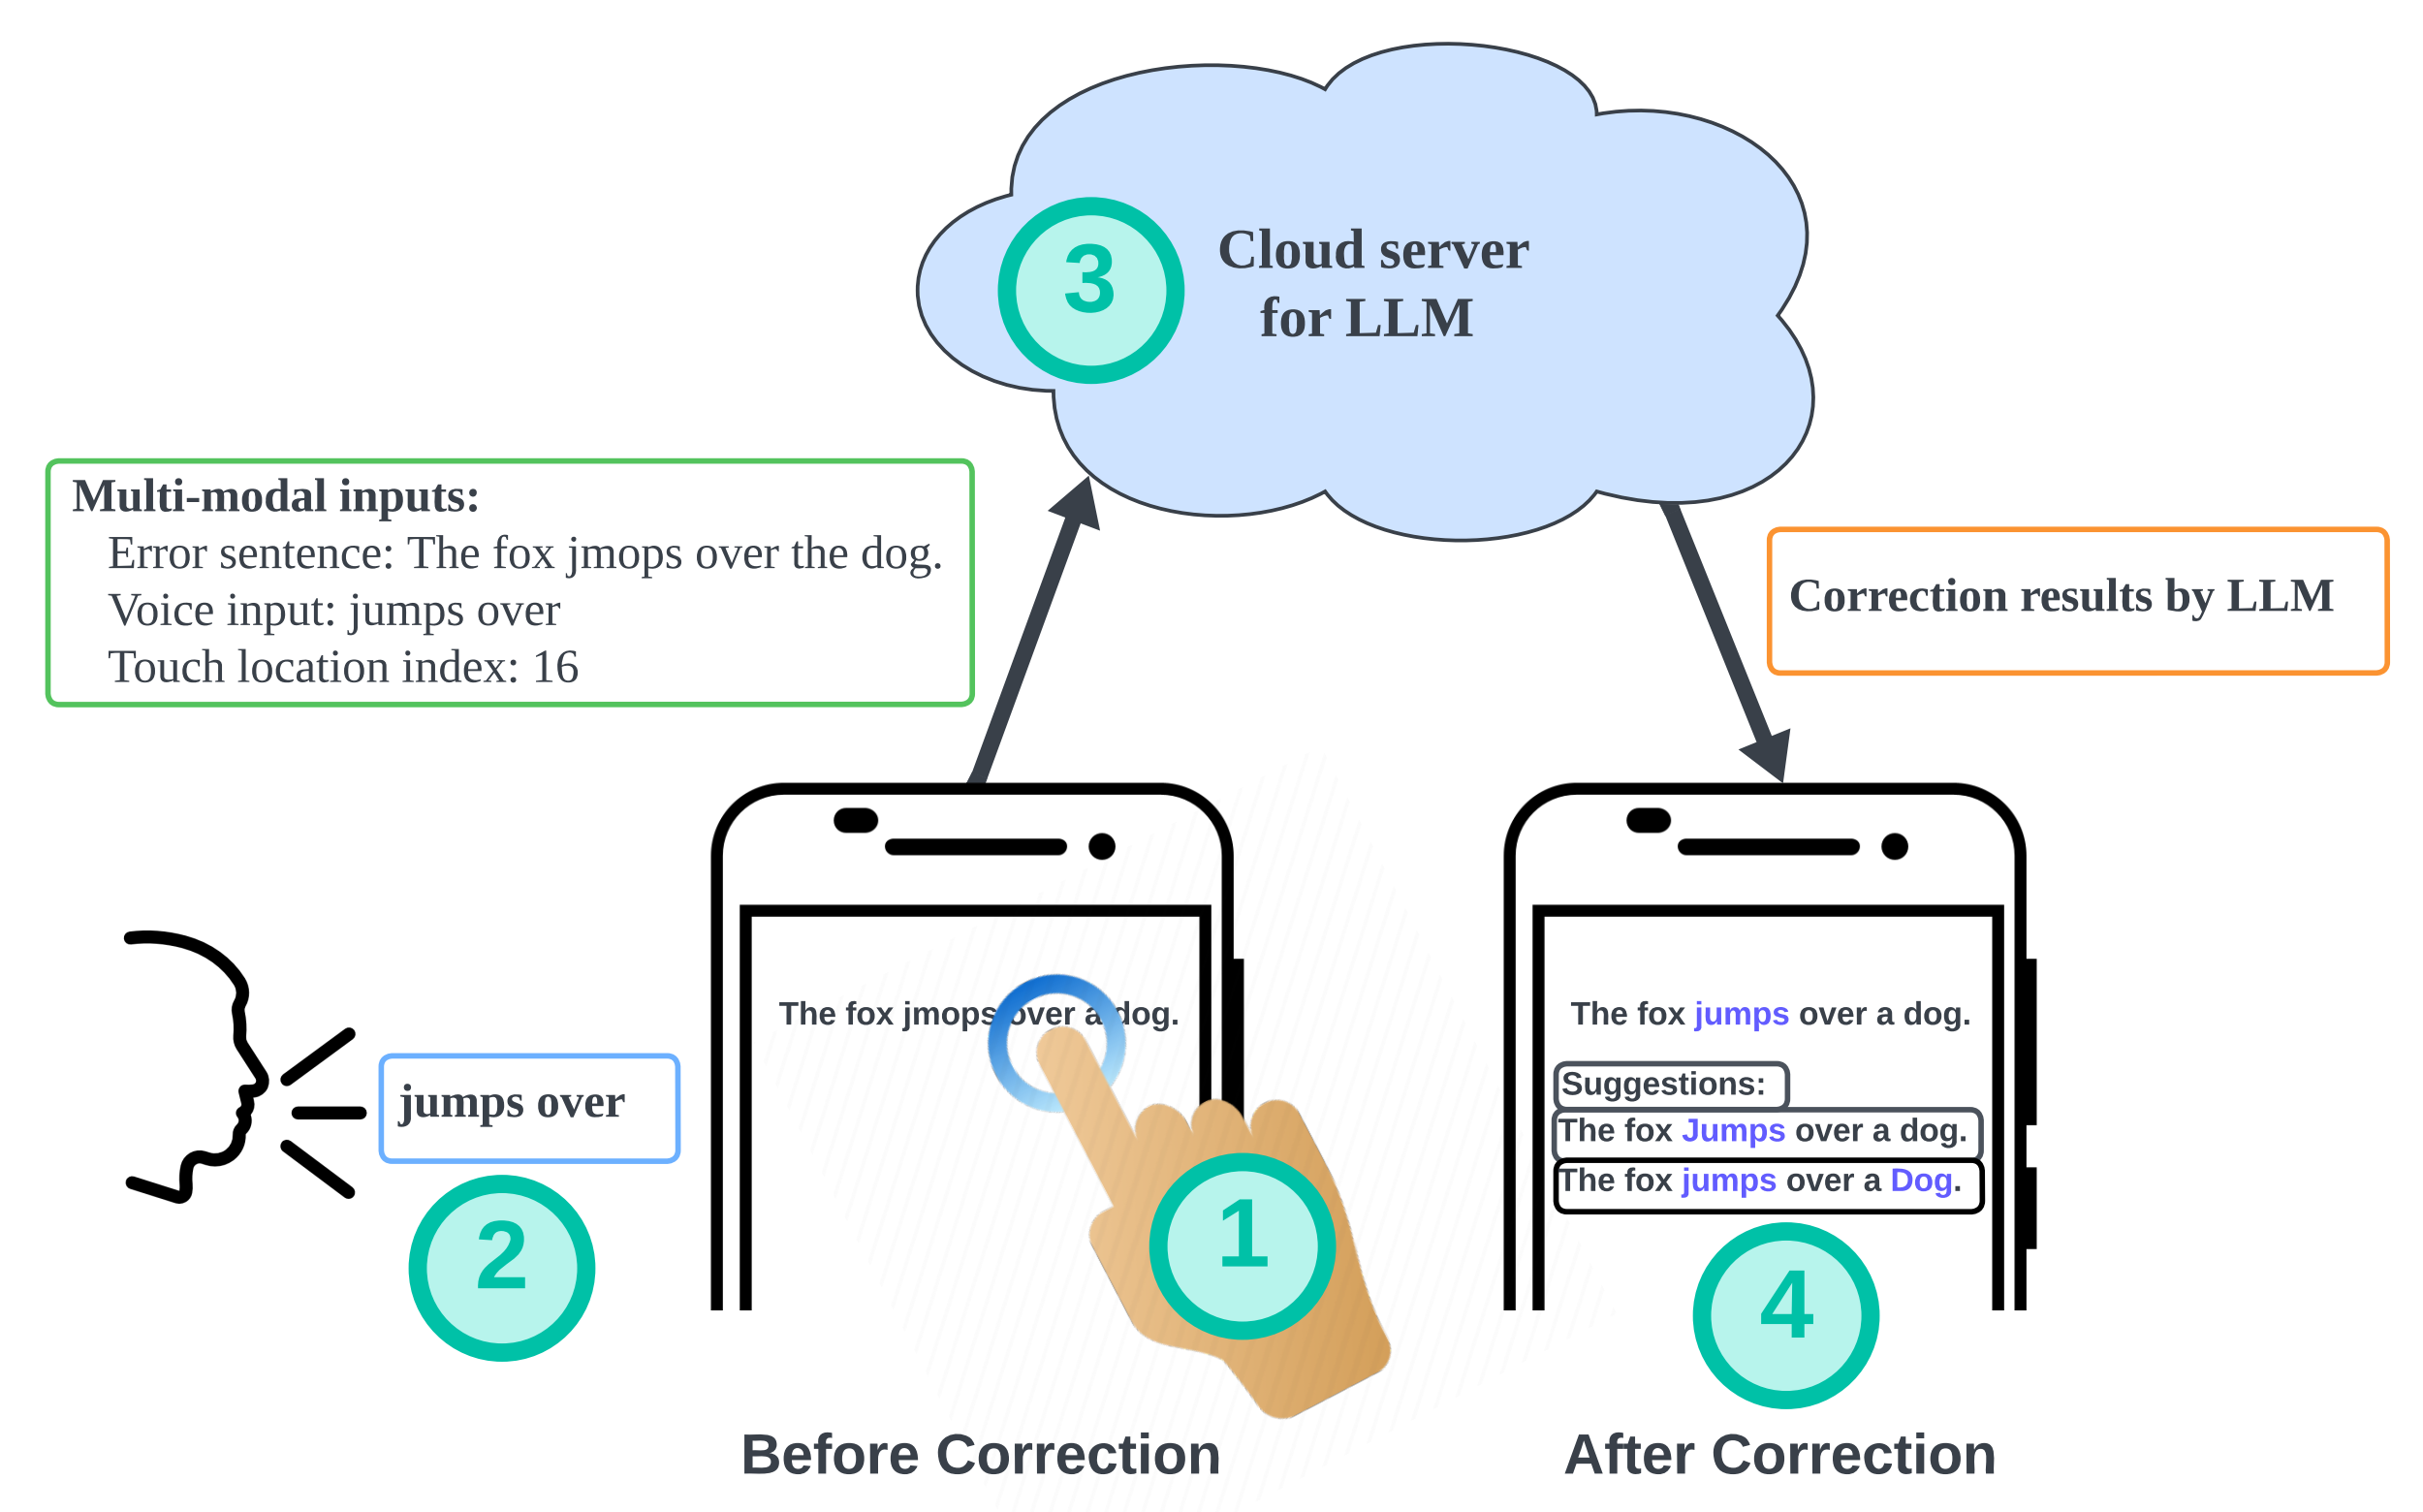 3
Cloud server
for LLM
Multi-modal inputs:
Error sentence: The fox jmops over the dog.
Voice input: jumps over
Touch location index: 16
Correction results by LLM
The fox jmops over a dog.
The fox jumps over a dog.
Suggestions:
The fox Jumps over a dog.
The fox jumps over a Dog.
jumps over
2
1
4
Before Correction
After Correction